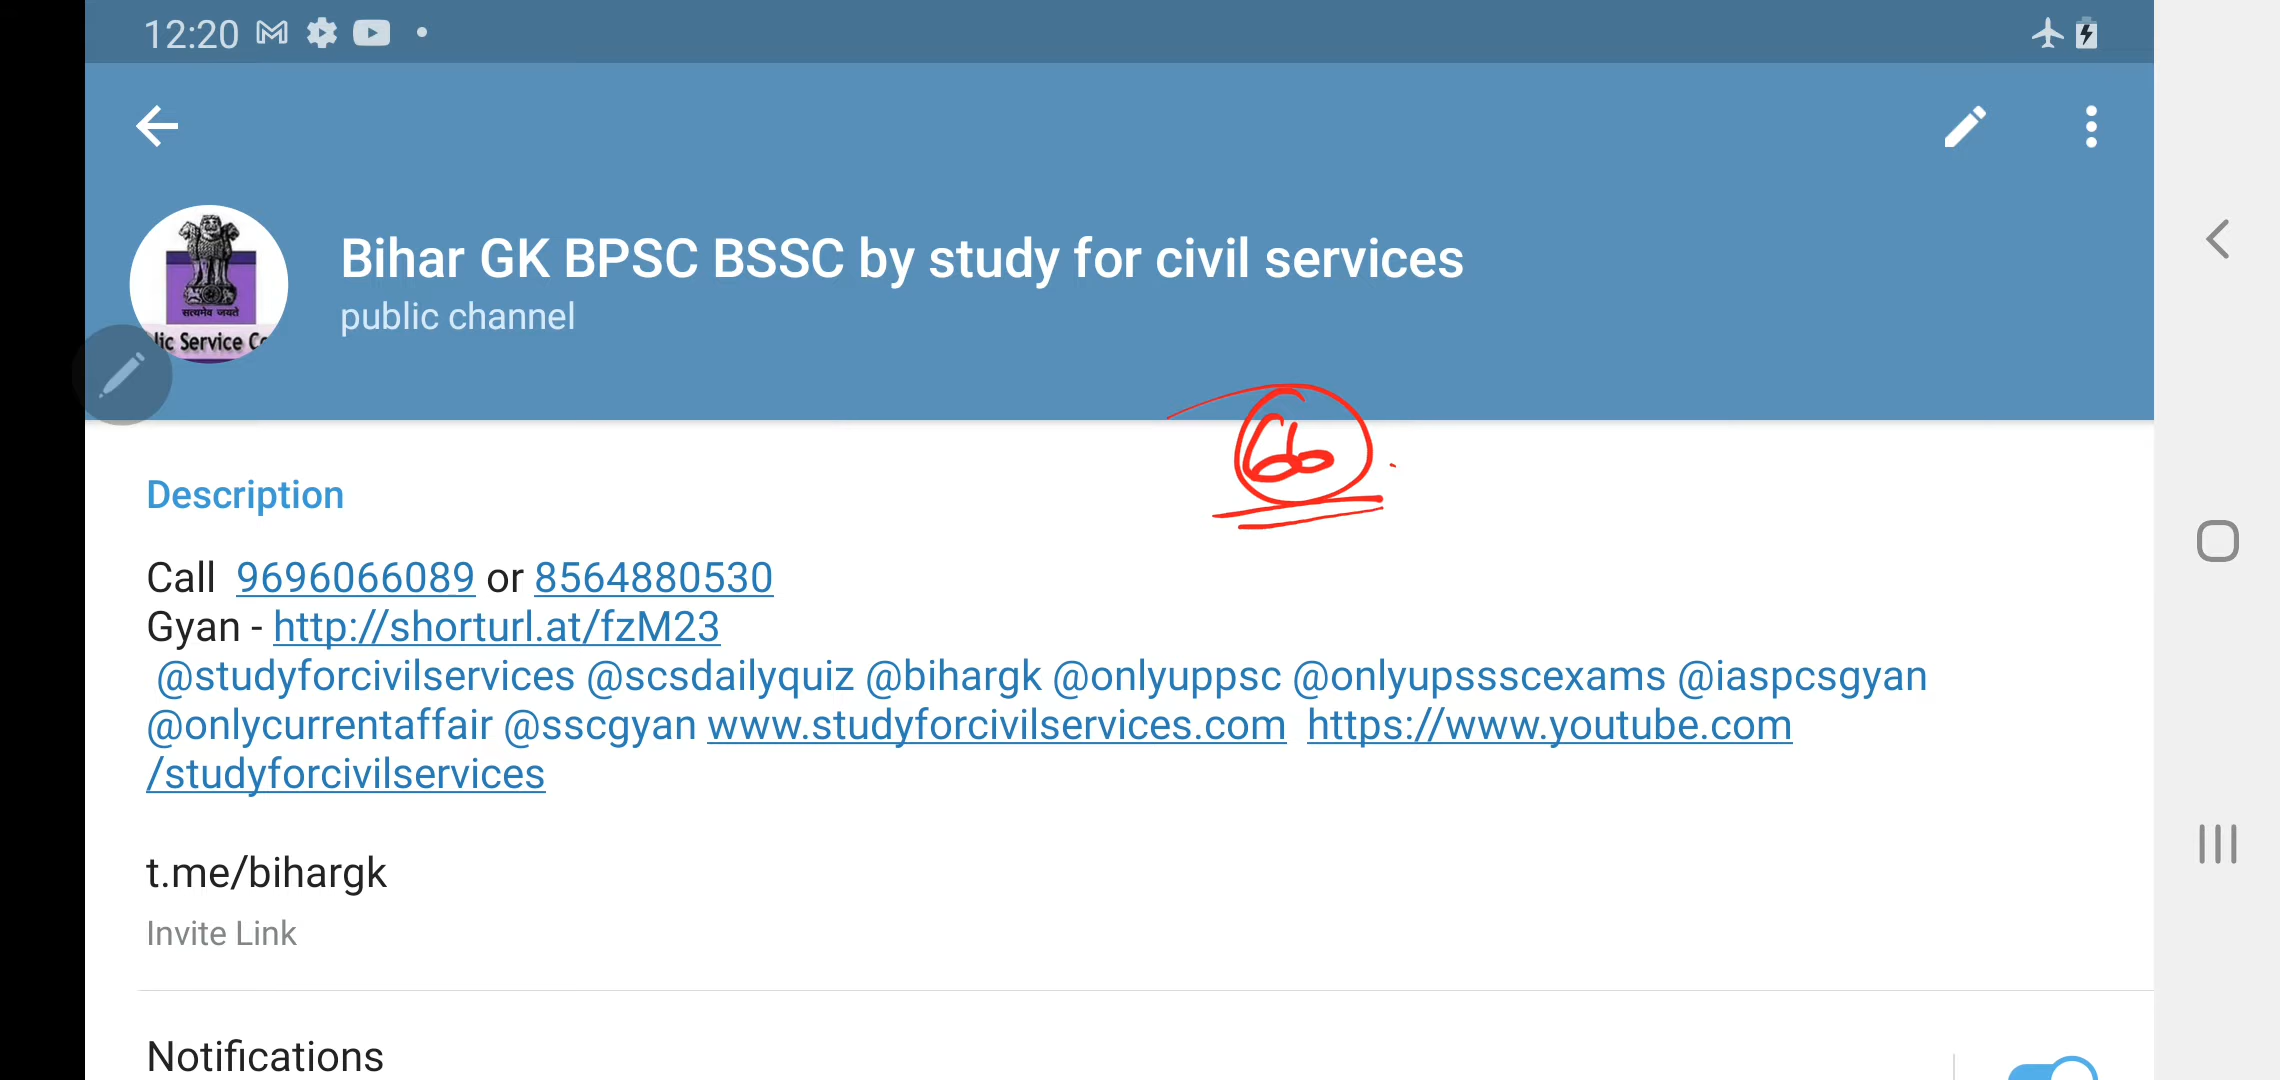 12:20
Bihar GK BPSC BSSC by study for civil services
public channel
सत्यमेव जयते
lic Service Co
66
Description
Call 9696066089 or 8564880530
Gyan - http://shorturl.at/fzM23
@studyforcivilservices @scsdailyquiz @bihargk @onlyuppsc @onlyupssscexams @iaspcsgyan
@onlycurrentaffair @sscgyan www.studyforcivilservices.com https://www.youtube.com
/studyforcivilservices
t.me/bihargk
Invite Link
Notifications